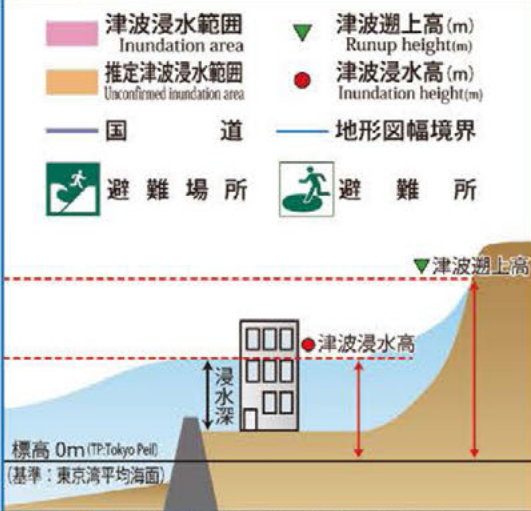 津波浸水範囲
Inundation area
津波遡上高(m)
Runup height(m)
推定津波浸水範囲
Unconfirmed inundation area
津波浸水高(m)
Inundation height(m)
国道
地形図幅境界
避難場所
避難所
津波遡上高
津波浸水高
浸水深
標高 0m (TP:Tokyo Peil)
(基準：東京湾平均海面)